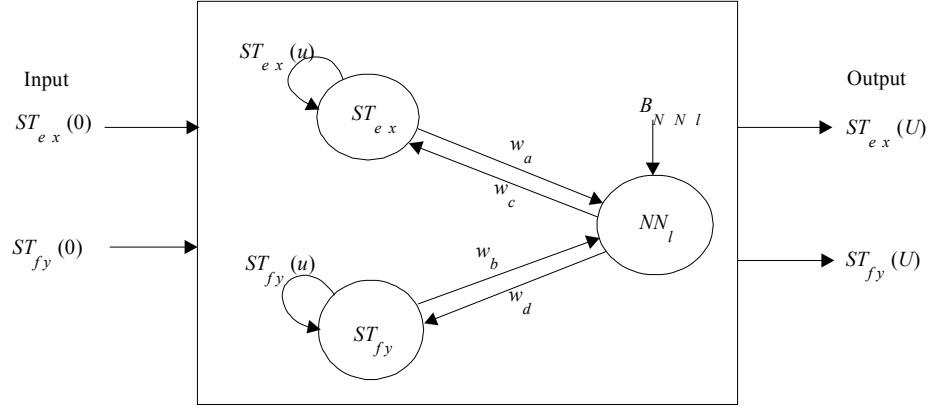 Input
ST_ex (0)
ST_fy (0)
ST_ex (u)
ST_ex
w_a
w_c
B_NNl
NN_l
w_b
w_d
ST_fy (u)
ST_fy
Output
ST_ex (U)
ST_fy (U)